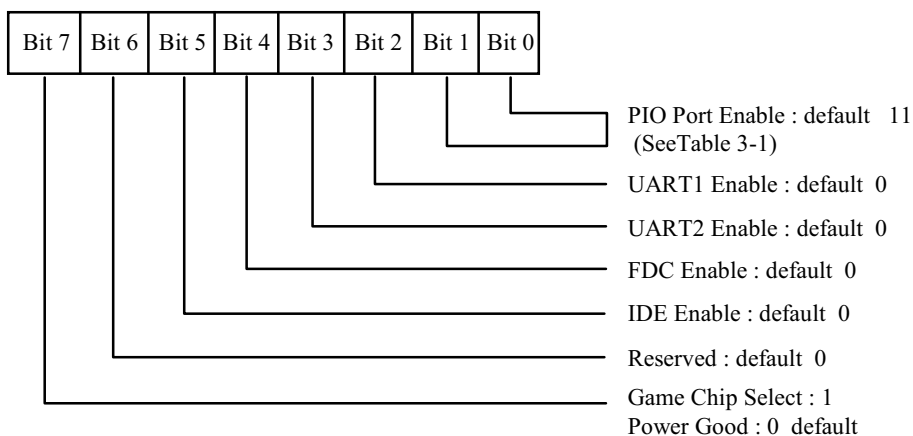 Bit 7 Bit 6 Bit 5 Bit 4 Bit 3 Bit 2 Bit 1 Bit 0
PIO Port Enable : default 11
(SeeTable 3-1)
UART1 Enable : default 0
UART2 Enable : default 0
FDC Enable : default 0
IDE Enable : default 0
Reserved : default 0
Game Chip Select : 1
Power Good : 0 default